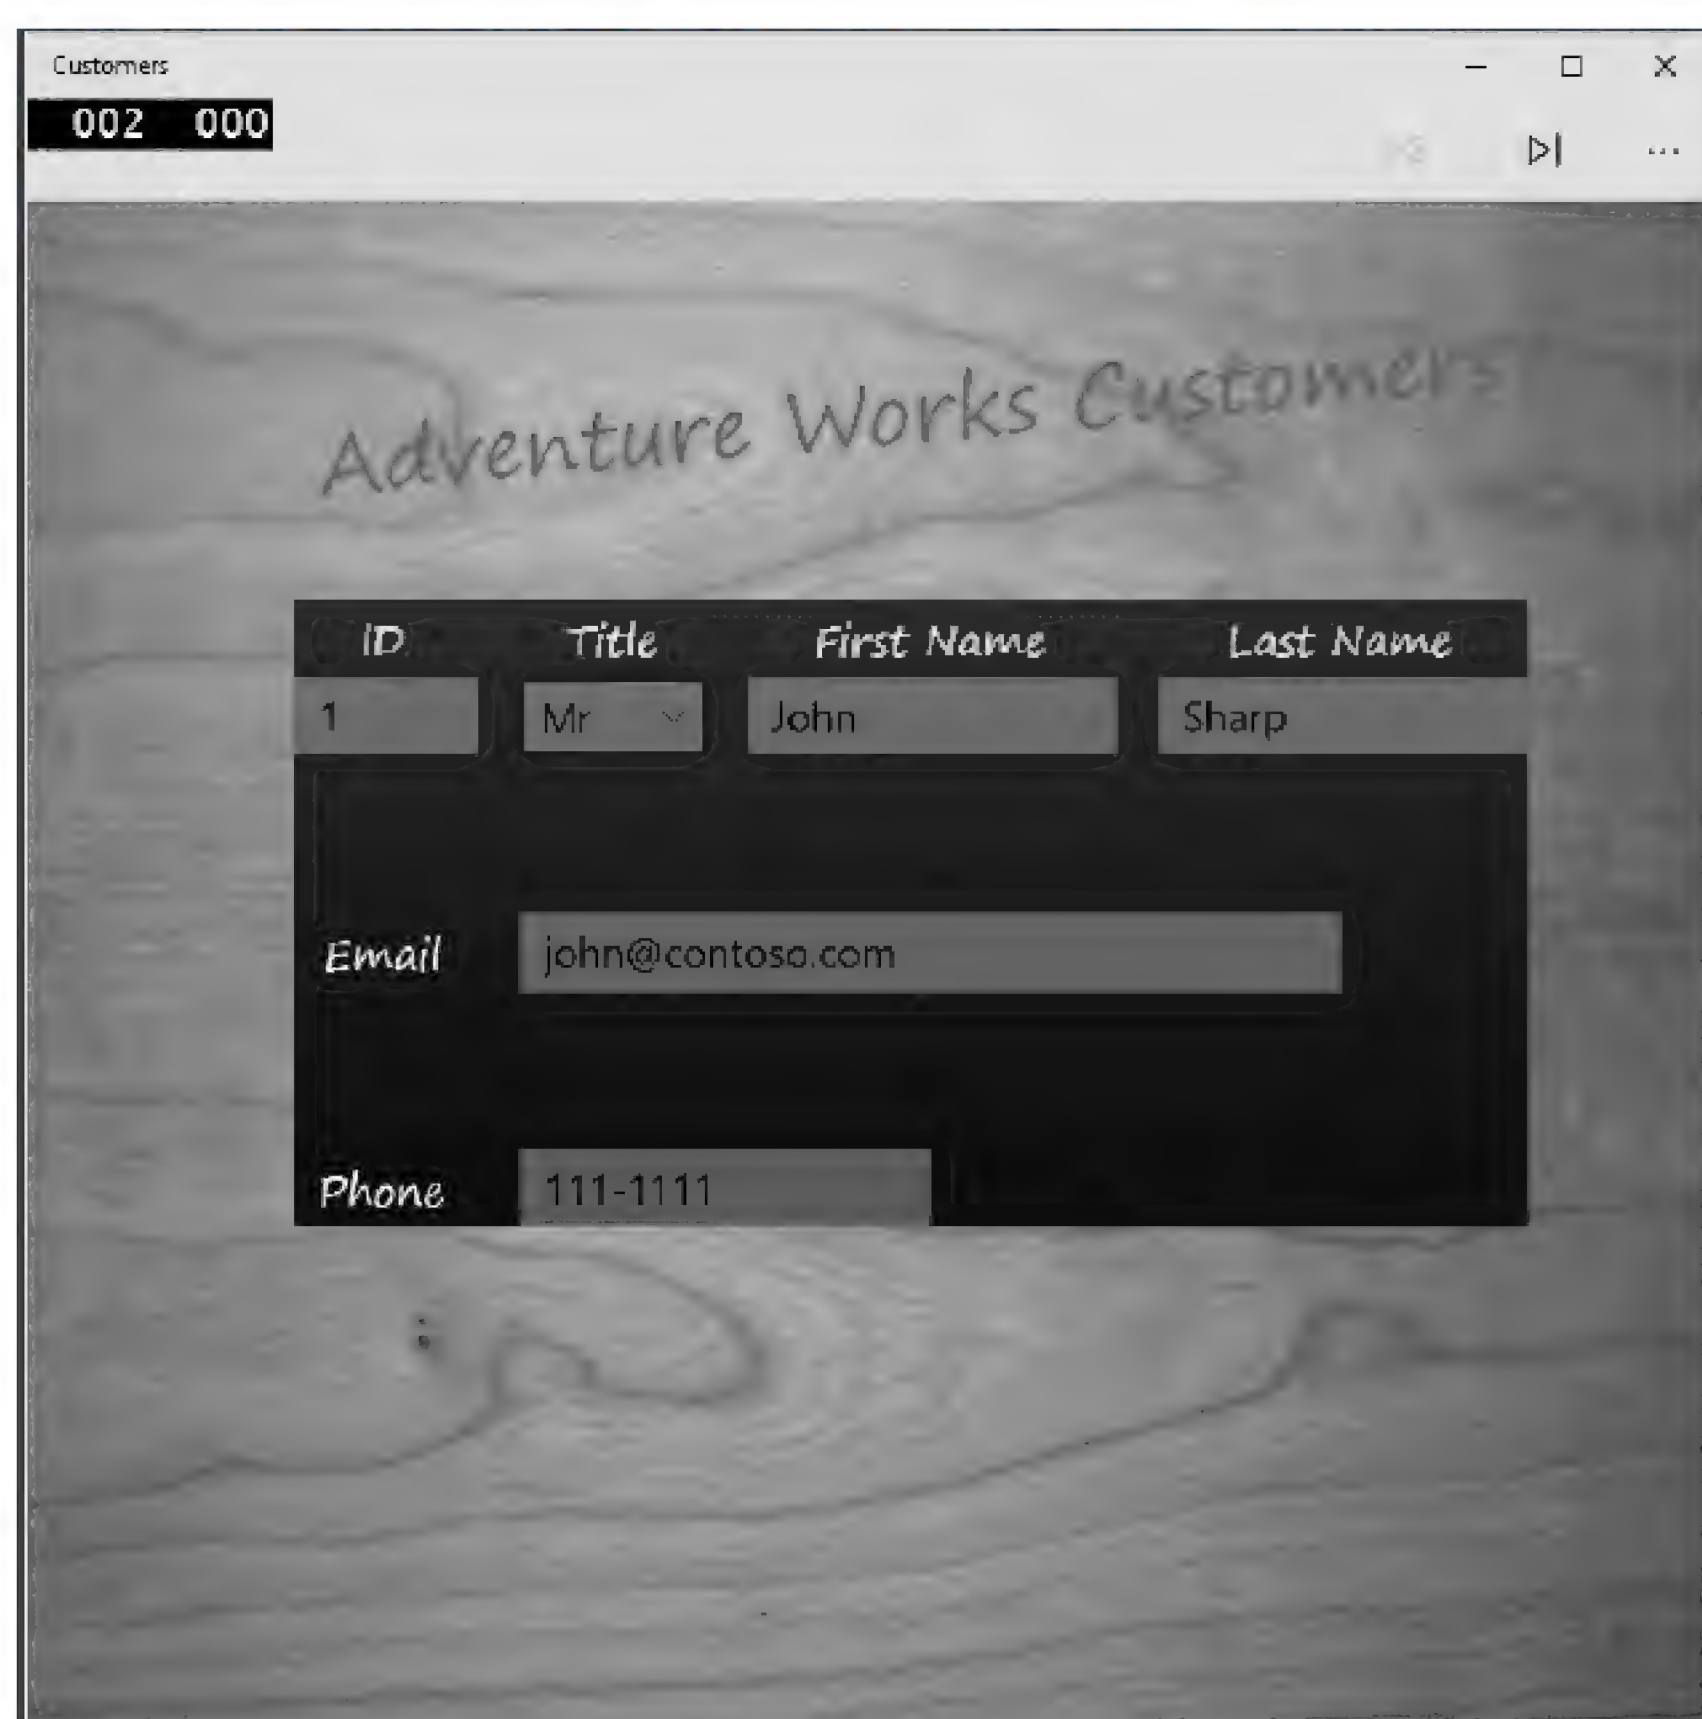 Customers
002 000
Adventure Works Customers
ID Title First Name Last Name
1 Mr John Sharp
Email john@contoso.com
Phone 111-1111